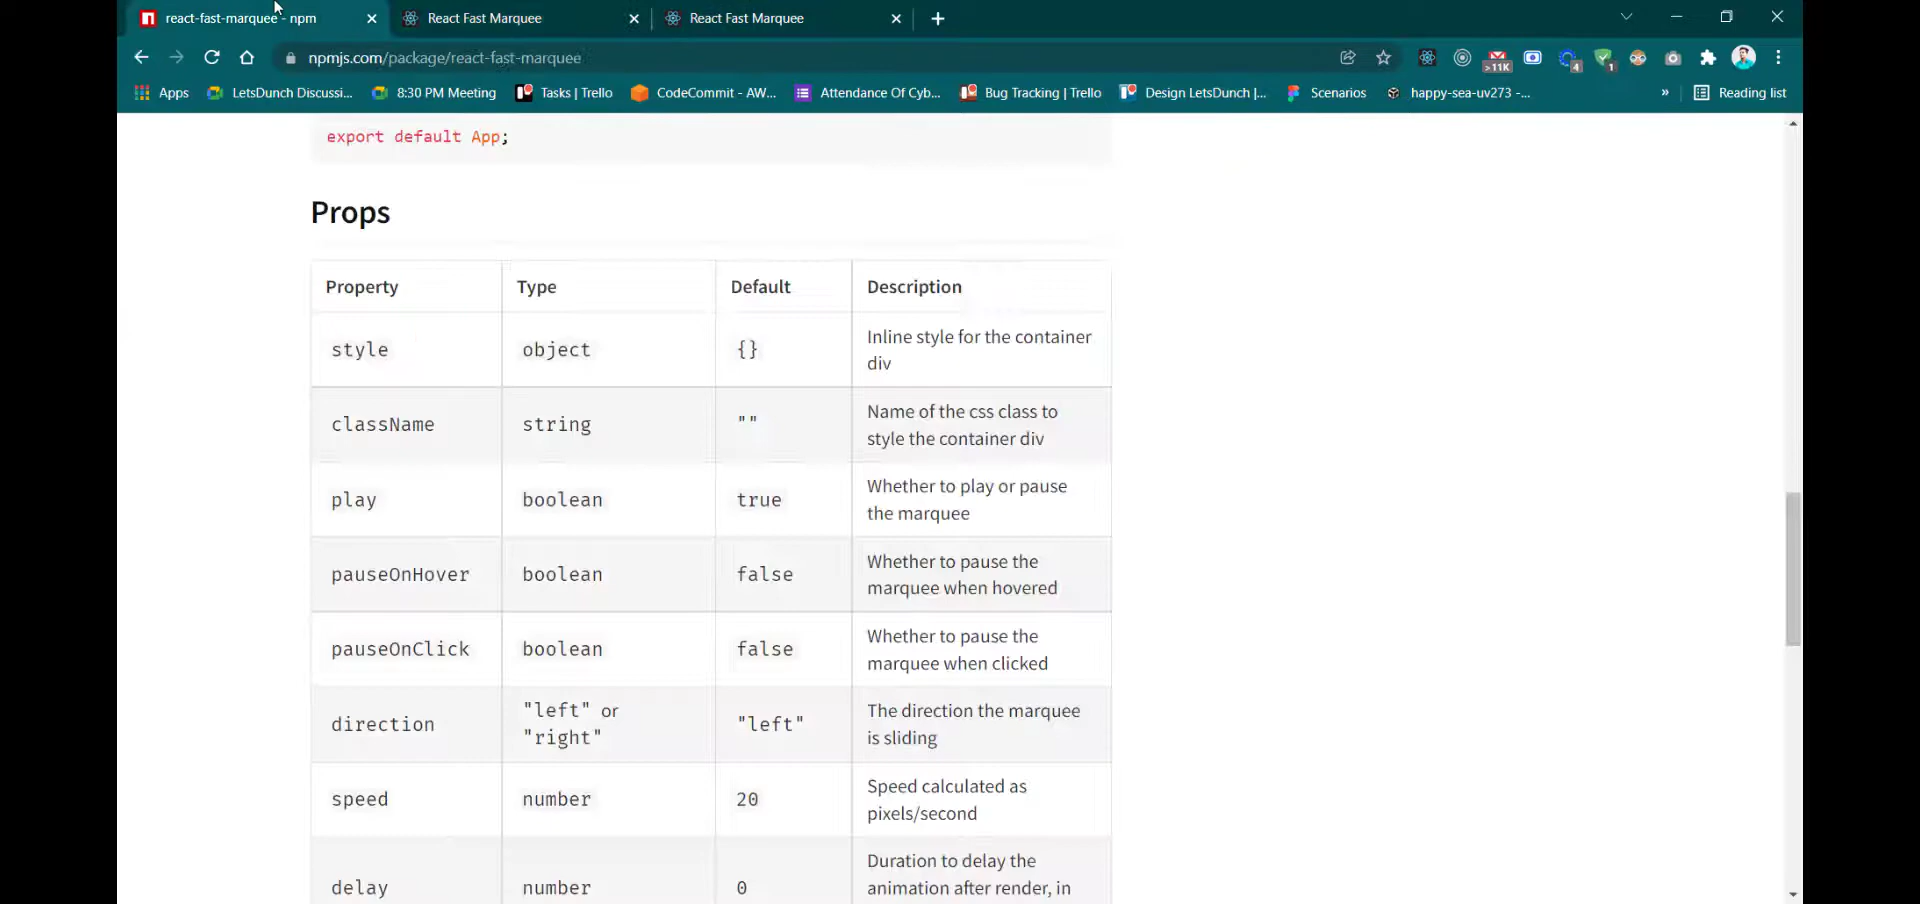 react-fast-marquee - npm
React Fast Marquee
React Fast Marquee
npmjs.com/package/react-fast-marquee
>11K
4
1
Apps
LetsDunch Discussi...
8:30 PM Meeting
Tasks | Trello
CodeCommit - AW...
Attendance Of Cyb...
Bug Tracking | Trello
Design LetsDunch |...
Scenarios
happy-sea-uv273 -...
»
Reading list
export default App;
Props
Property Type Default Description
style object {} Inline style for the container
div
className string "" Name of the css class to
style the container div
play boolean true Whether to play or pause
the marquee
pauseOnHover boolean false Whether to pause the
marquee when hovered
pauseOnClick boolean false Whether to pause the
marquee when clicked
direction "left" or
"right" "left" The direction the marquee
is sliding
speed number 20 Speed calculated as
pixels/second
delay number 0 Duration to delay the
animation after render, in